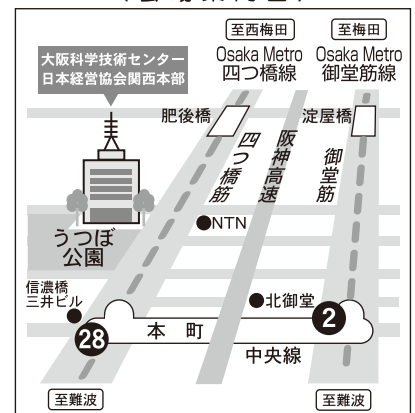 至西梅田
至梅田
Osaka Metro
四つ橋線
Osaka Metro
御堂筋線
大阪科学技術センター
日本経営協会関西本部
肥後橋
淀屋橋
四つ橋筋
阪神高速
御堂筋
NTN
うつぼ
公園
信濃橋
三井ビル
北御堂
2
28
本町
中央線
至難波
至難波